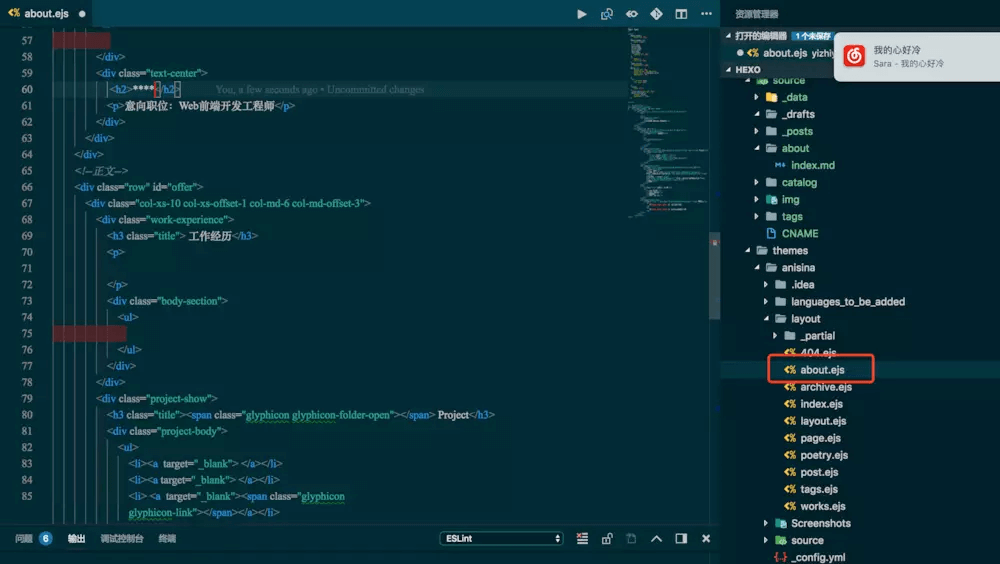 about.ejs
57
58 </div>
59 <div class="text-center">
60 <h2>****</h2> You, a few seconds ago • Uncommitted changes
61 <p>意向职位：Web前端开发工程师</p>
62 </div>
63 </div>
64 </div>
65 <!--正文-->
66 <div class="row" id="offer">
67 <div class="col-xs-10 col-xs-offset-1 col-md-6 col-md-offset-3">
68 <div class="work-experience">
69 <h3 class="title"> 工作经历</h3>
70 <p>
71
72 </p>
73 <div class="body-section">
74 <ul>
75
76 </ul>
77 </div>
78 </div>
79 <div class="project-show">
80 <h3 class="title"><span class="glyphicon glyphicon-folder-open"></span> Project</h3>
81 <div class="project-body">
82 <ul>
83 <li><a target="_blank"> </a></li>
84 <li><a target="_blank"> </a></li>
85 <li> <a target="_blank"><span class="glyphicon
glyphicon-link"></span></a></li>
问题 6 输出 调试控制台 终端
ESLint
资源管理器
打开的编辑器 1 个未保存
about.ejs yizhiy
我的心好冷
Sara - 我的心好冷
HEXO
source
_data
_drafts
_posts
about
index.md
catalog
img
tags
CNAME
themes
anisina
.idea
languages_to_be_added
layout
_partial
404.ejs
about.ejs
archive.ejs
index.ejs
layout.ejs
page.ejs
poetry.ejs
post.ejs
tags.ejs
works.ejs
Screenshots
source
_config.yml